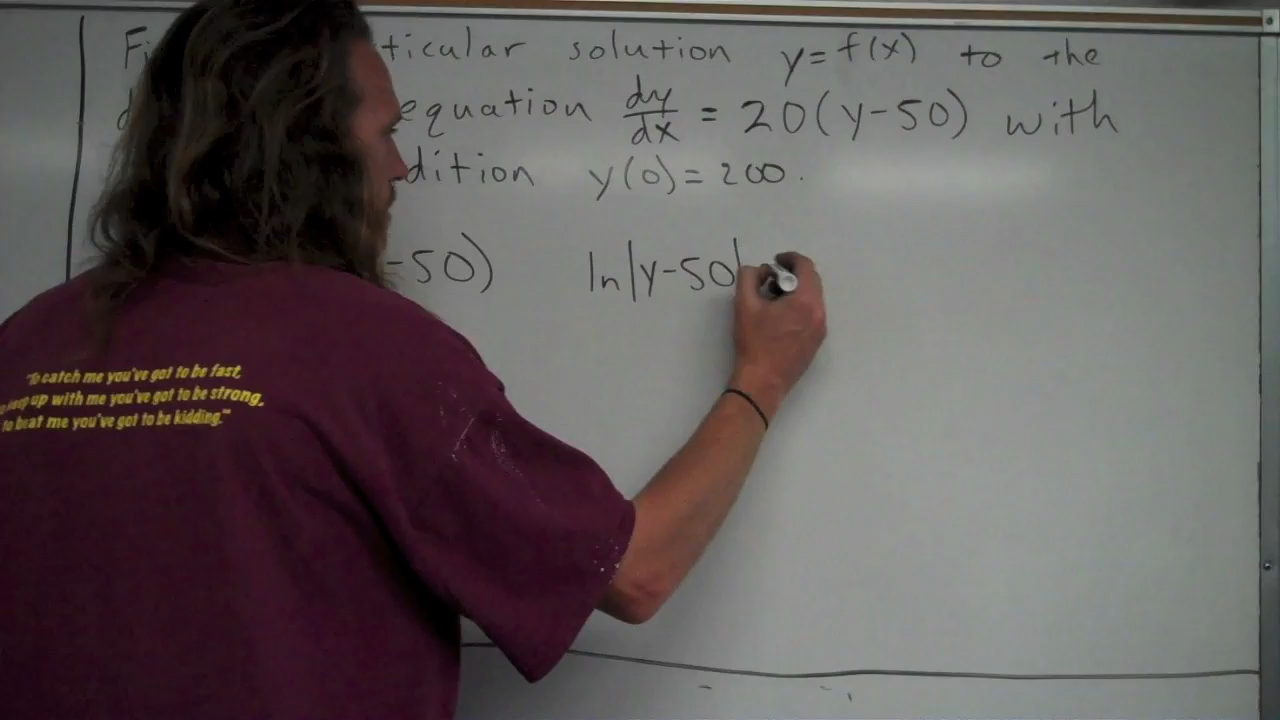 ticular solution y=f(x) to the
equation dy/dx = 20(y-50) with
dition y(0)=200.
-50) ln|y-50|
"To catch me you've got to be fast,
keep up with me you've got to be strong,
to beat me you've got to be kidding."